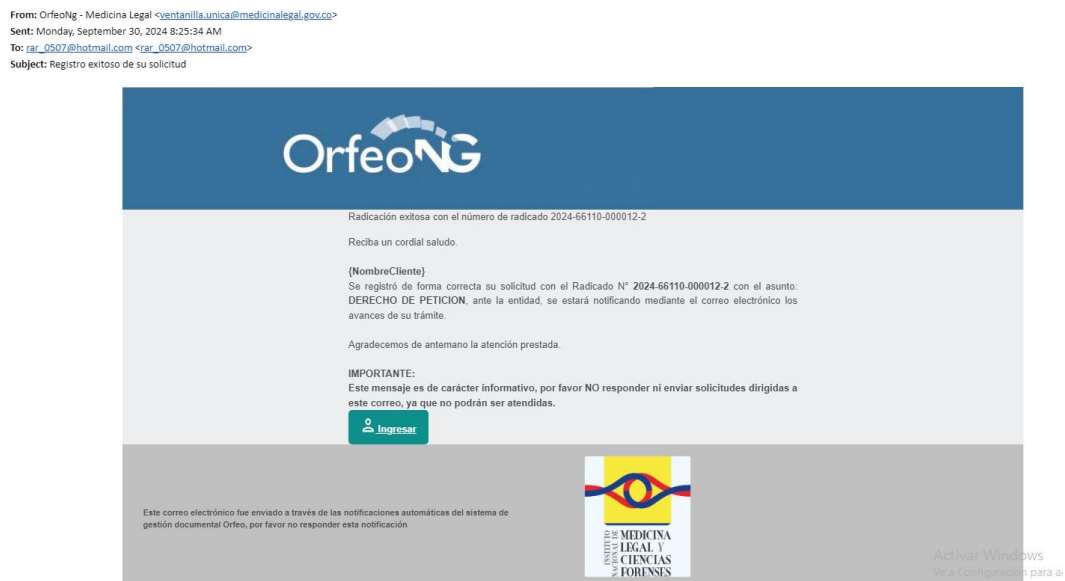 From: OrfeoNg - Medicina Legal <ventanilla.unica@medicinalegal.gov.co>
Sent: Monday, September 30, 2024 8:25:34 AM
To: rar_0507@hotmail.com <rar_0507@hotmail.com>
Subject: Registro exitoso de su solicitud
OrfeoNG
Radicación exitosa con el número de radicado 2024-66110-000012-2
Reciba un cordial saludo.
{NombreCliente}
Se registró de forma correcta su solicitud con el Radicado N° 2024-66110-000012-2 con el asunto:
DERECHO DE PETICION, ante la entidad, se estará notificando mediante el correo electrónico los
avances de su trámite.
Agradecemos de antemano la atención prestada.
IMPORTANTE:
Este mensaje es de carácter informativo, por favor NO responder ni enviar solicitudes dirigidas a
este correo, ya que no podrán ser atendidas.
Ingresar
Este correo electrónico fue enviado a través de las notificaciones automáticas del sistema de
gestión documental Orfeo, por favor no responder esta notificación
INSTITUTO
NACIONAL DE
MEDICINA
LEGAL Y
CIENCIAS
FORENSES
Activar Windows
Ve a Configuración para a